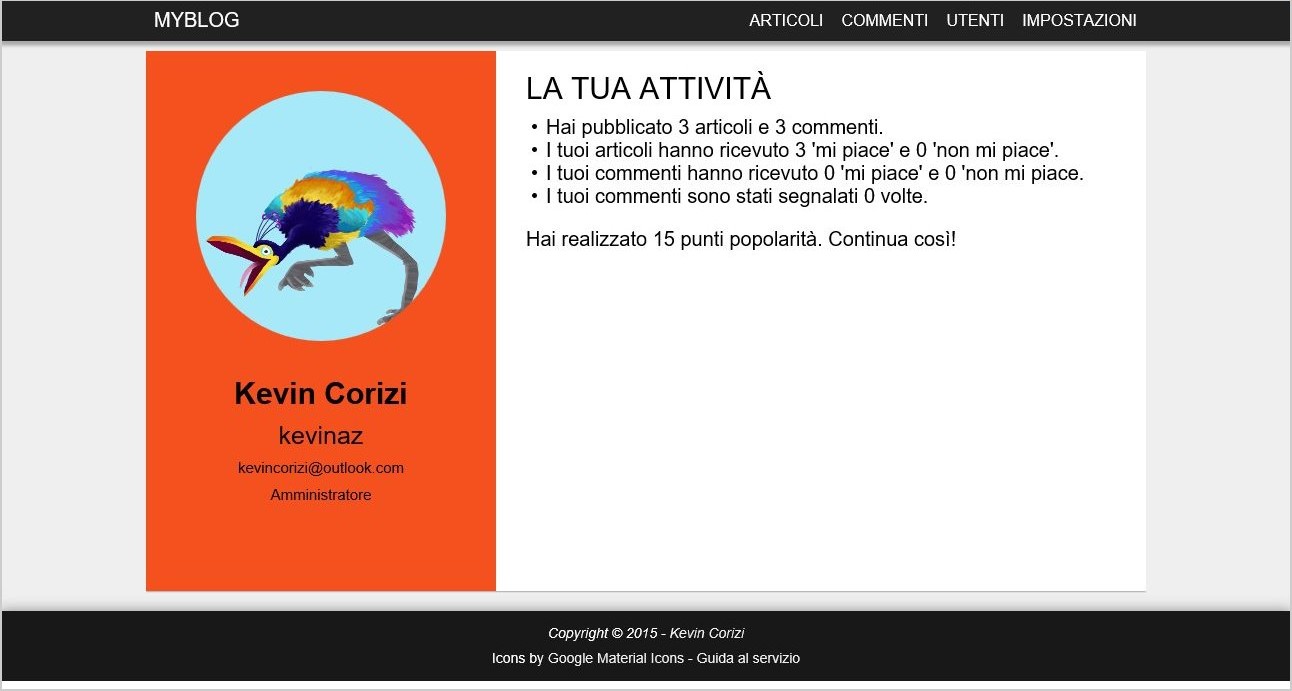 MYBLOG
ARTICOLI COMMENTI UTENTI IMPOSTAZIONI
Kevin Corizi
kevinaz
kevincorizi@outlook.com
Amministratore
LA TUA ATTIVITÀ
• Hai pubblicato 3 articoli e 3 commenti.
• I tuoi articoli hanno ricevuto 3 'mi piace' e 0 'non mi piace'.
• I tuoi commenti hanno ricevuto 0 'mi piace' e 0 'non mi piace.
• I tuoi commenti sono stati segnalati 0 volte.
Hai realizzato 15 punti popolarità. Continua così!
Copyright © 2015 - Kevin Corizi
Icons by Google Material Icons - Guida al servizio